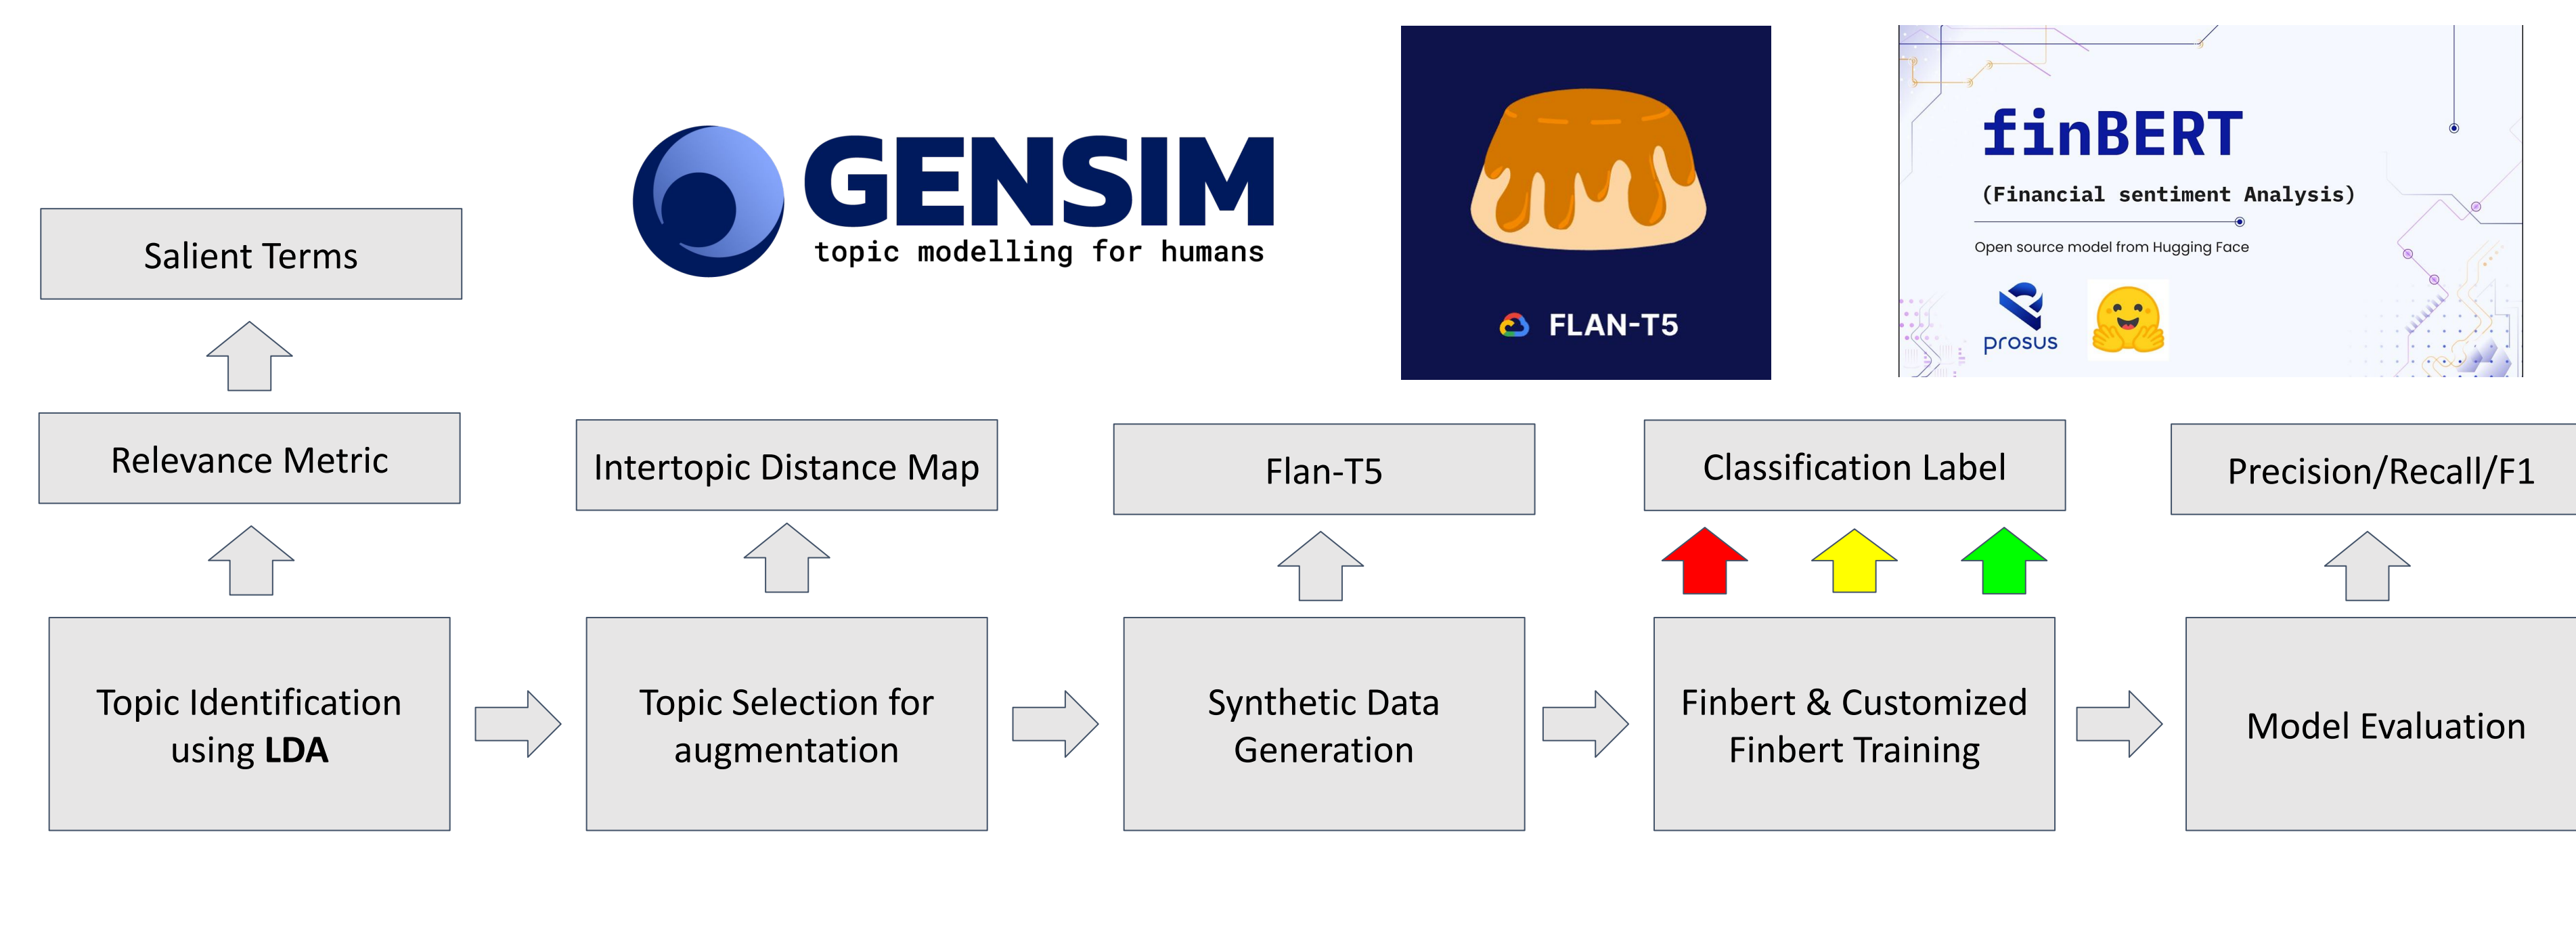 GENSIM
topic modelling for humans
FLAN-T5
finBERT
(Financial sentiment Analysis)
Open source model from Hugging Face
prosus
Salient Terms
Relevance Metric
Intertopic Distance Map
Flan-T5
Classification Label
Precision/Recall/F1
Topic Identification
using LDA
Topic Selection for
augmentation
Synthetic Data
Generation
Finbert & Customized
Finbert Training
Model Evaluation